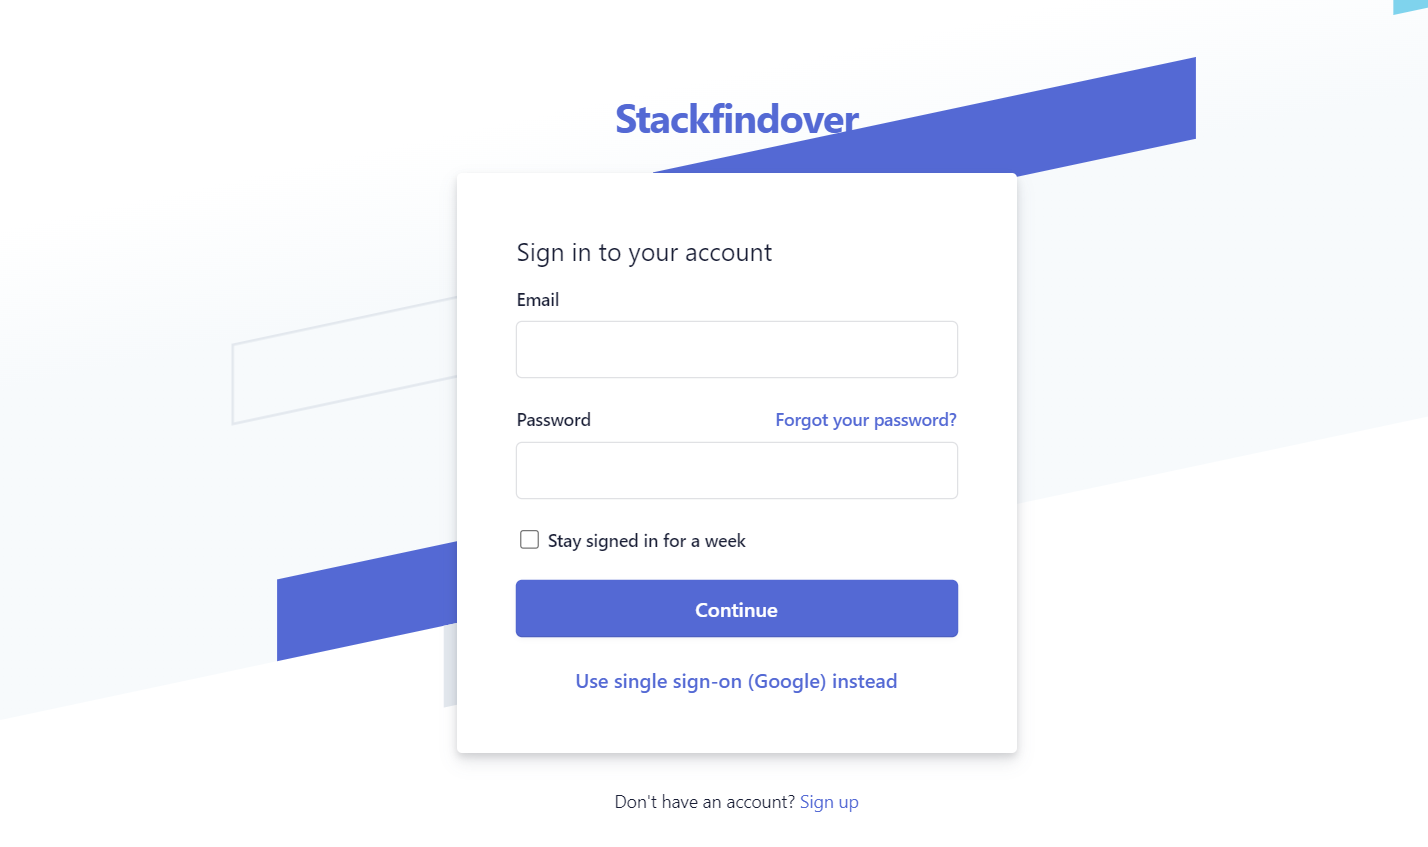 Stackfindover
Sign in to your account
Email
Password
Forgot your password?
Stay signed in for a week
Continue
Use single sign-on (Google) instead
Don't have an account? Sign up